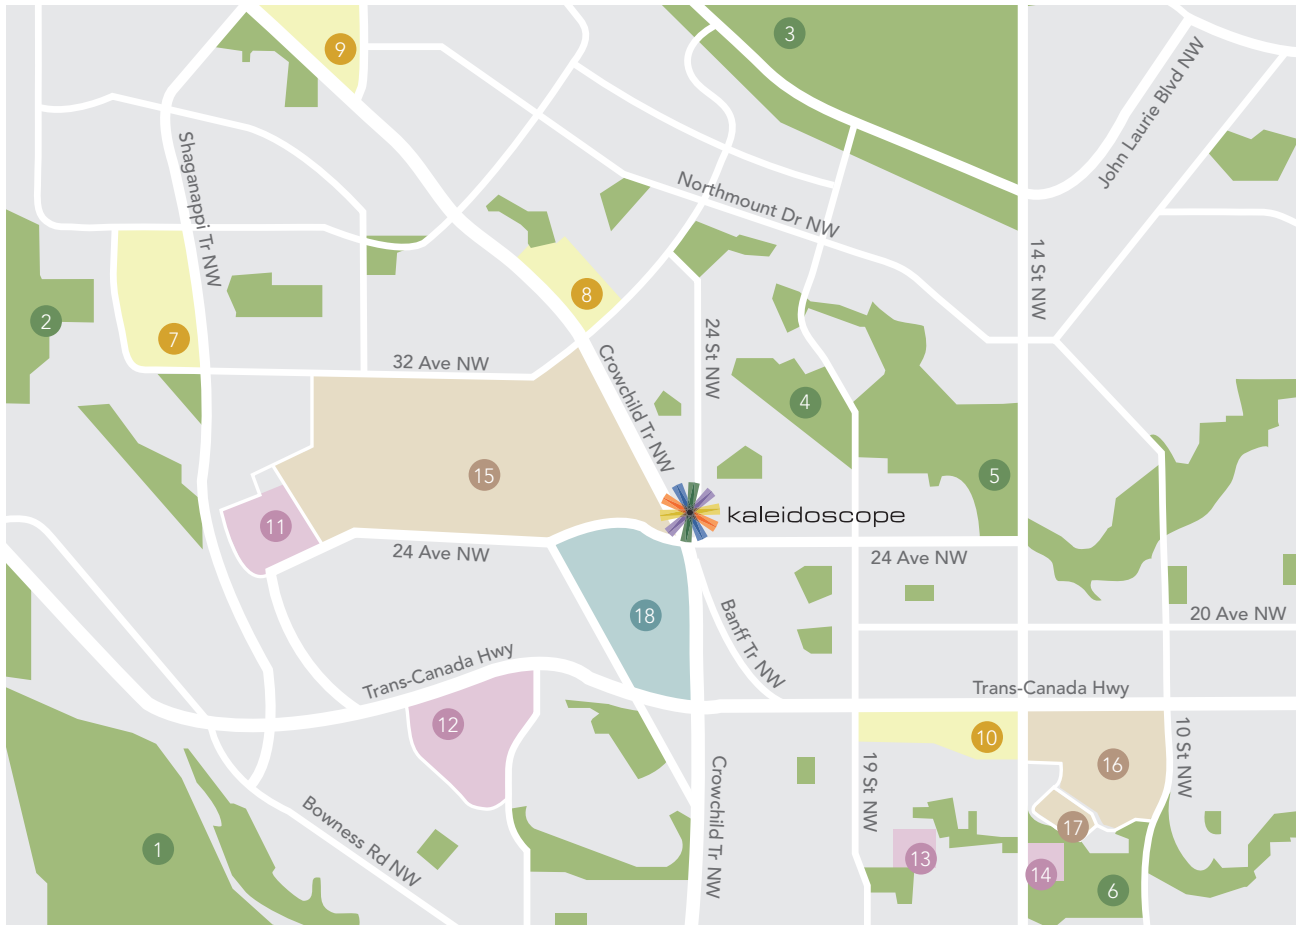 9
3
John Laurie Blvd NW
Shaganappi Tr NW
Northmount Dr NW
14 St NW
2
7
8
24 St NW
32 Ave NW
Crowchild Tr NW
4
15
5
11
kaleidoscope
24 Ave NW
24 Ave NW
18
Banff Tr NW
20 Ave NW
Trans-Canada Hwy
Trans-Canada Hwy
12
10
16
10 St NW
19 St NW
Crowchild Tr NW
Bowness Rd NW
17
1
13
14
6